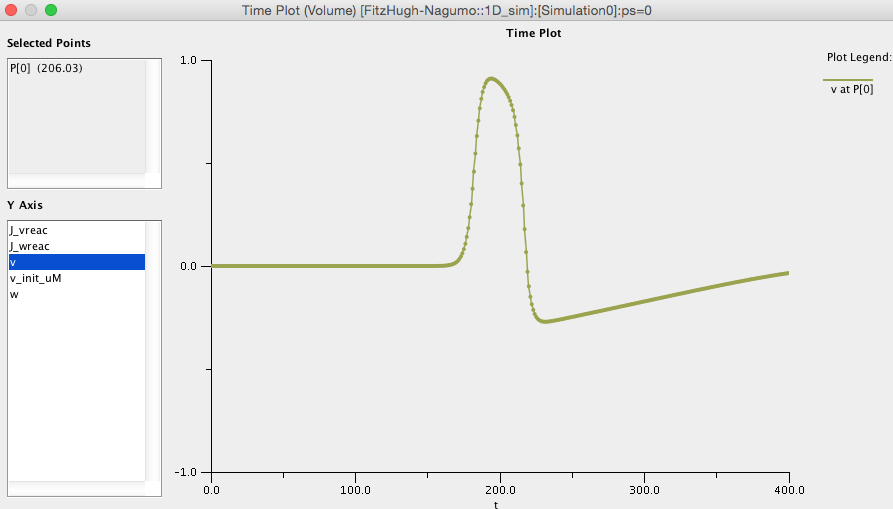 Time Plot (Volume) [FitzHugh-Nagumo::1D_sim]:[Simulation0]:ps=0
Selected Points
P[0] (206.03)
Y Axis
J_vreac
J_wreac
v
v_init_uM
w
Time Plot
1.0
0.0
-1.0
0.0 100.0 200.0 300.0 400.0
t
Plot Legend:
v at P[0]